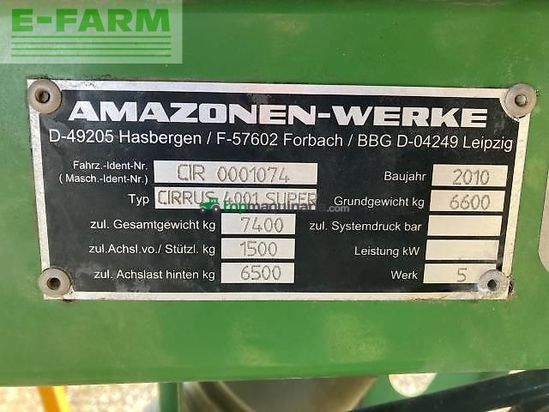 E-FARM
AMAZONEN-WERKE
D-49205 Hasbergen / F-57602 Forbach / BBG D-04249 Leipzig
Fahrz.-Ident-Nr. CIR 0001074 Baujahr 2010
( Masch.-Ident-Nr. )
Typ CIRRUS 4001 SUPER Grundgewicht kg 6600
zul. Gesamtgewicht kg 7400 zul. Systemdruck bar
zul.Achsl.vo./ Stützl. kg 1500 Leistung kW
zul. Achslast hinten kg 6500 Werk 5